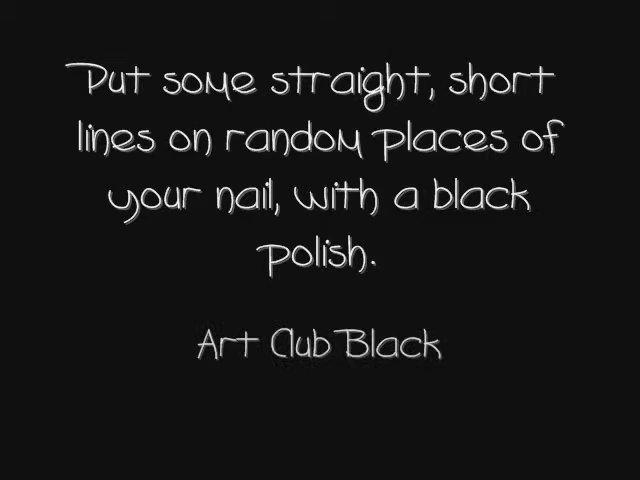 Put some straight, short
lines on random places of
your nail, with a black
polish.
Art Club Black